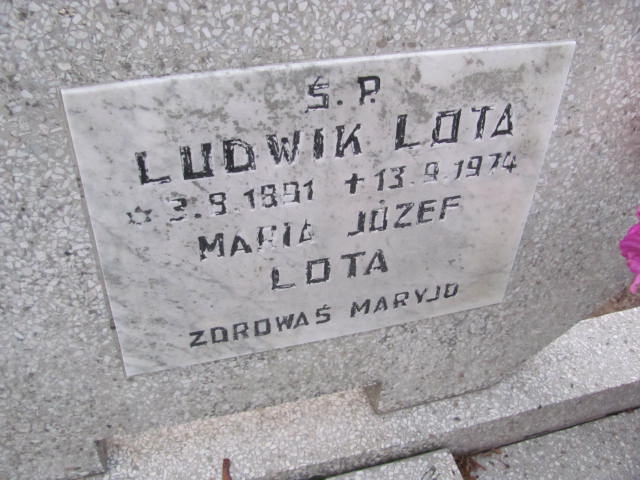 Ś.P.
LUDWIK LOTA
☆ 3.9.1891 ✝ 13.9.1974
MARIA JÓZEF
LOTA
ZDROWAŚ MARYJO